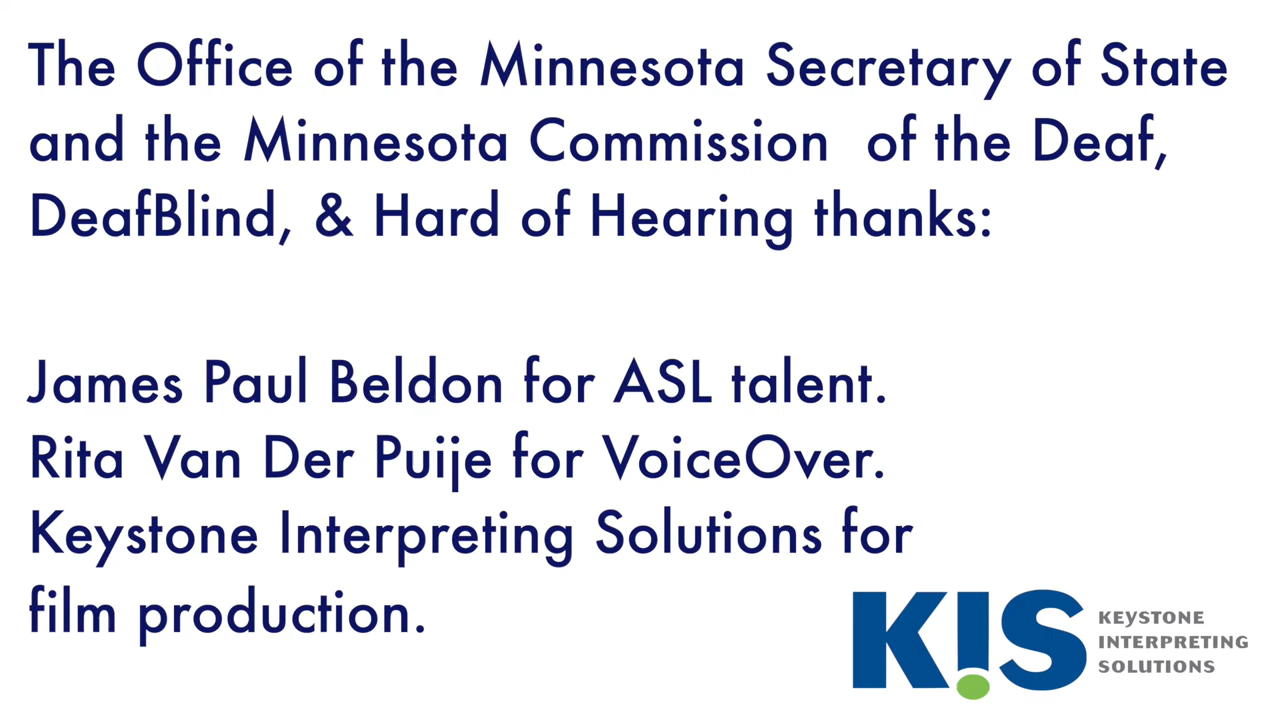 The Office of the Minnesota Secretary of State
and the Minnesota Commission  of the Deaf,
DeafBlind, & Hard of Hearing thanks:
James Paul Beldon for ASL talent.
Rita Van Der Puije for VoiceOver.
Keystone Interpreting Solutions for
film production.
K!S
KEYSTONE
INTERPRETING
SOLUTIONS